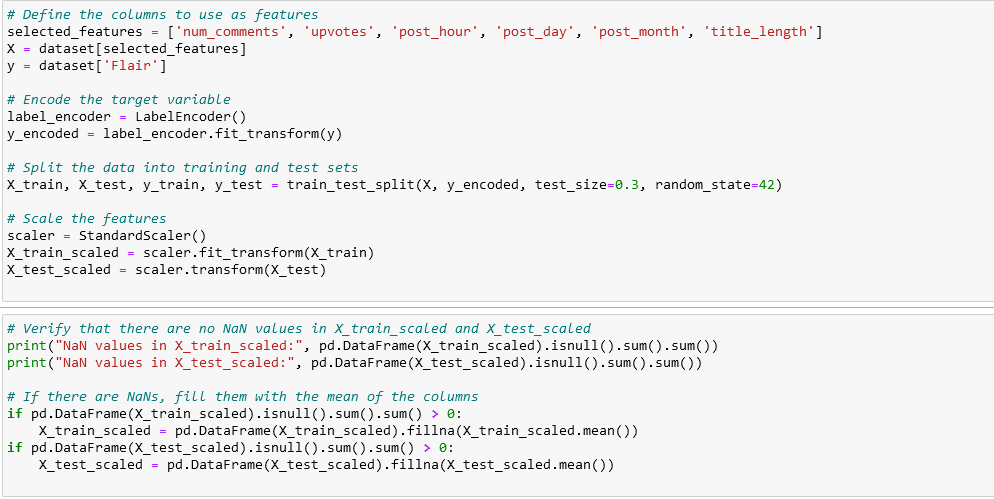 # Define the columns to use as features
selected_features = ['num_comments', 'upvotes', 'post_hour', 'post_day', 'post_month', 'title_length']
X = dataset[selected_features]
y = dataset['Flair']
# Encode the target variable
label_encoder = LabelEncoder()
y_encoded = label_encoder.fit_transform(y)
# Split the data into training and test sets
X_train, X_test, y_train, y_test = train_test_split(X, y_encoded, test_size=0.3, random_state=42)
# Scale the features
scaler = StandardScaler()
X_train_scaled = scaler.fit_transform(X_train)
X_test_scaled = scaler.transform(X_test)
# Verify that there are no NaN values in X_train_scaled and X_test_scaled
print("NaN values in X_train_scaled:", pd.DataFrame(X_train_scaled).isnull().sum().sum())
print("NaN values in X_test_scaled:", pd.DataFrame(X_test_scaled).isnull().sum().sum())
# If there are NaNs, fill them with the mean of the columns
if pd.DataFrame(X_train_scaled).isnull().sum().sum() > 0:
    X_train_scaled = pd.DataFrame(X_train_scaled).fillna(X_train_scaled.mean())
if pd.DataFrame(X_test_scaled).isnull().sum().sum() > 0:
    X_test_scaled = pd.DataFrame(X_test_scaled).fillna(X_test_scaled.mean())